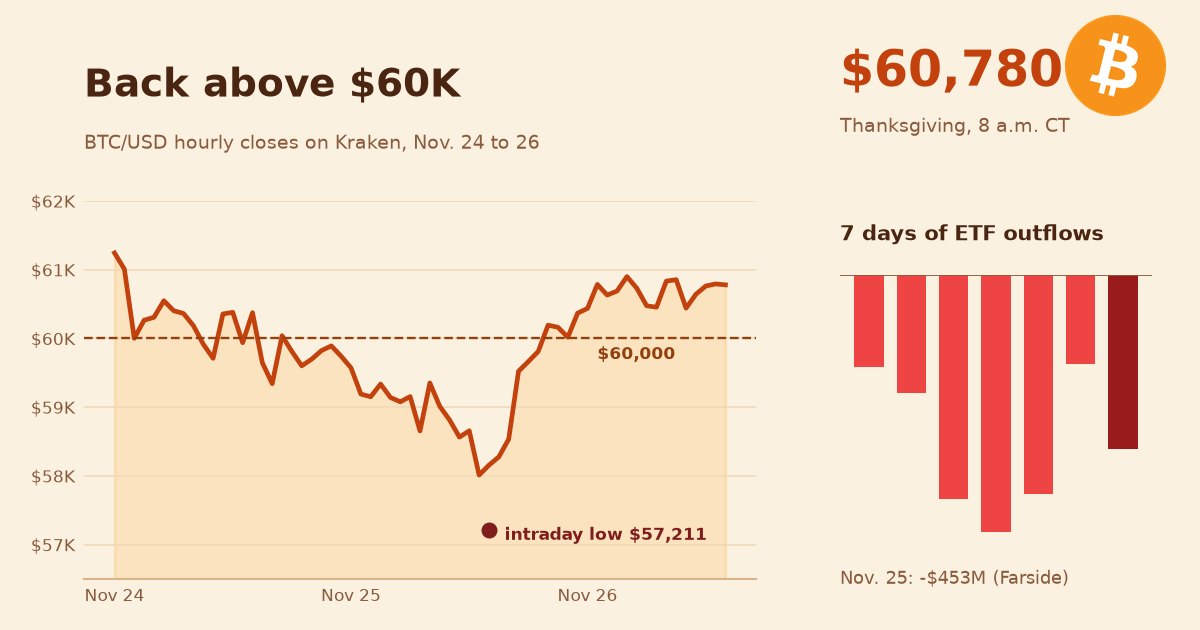 Back above $60K
BTC/USD hourly closes on Kraken, Nov. 24 to 26
$60,780
Thanksgiving, 8 a.m. CT
$62K
$61K
$60K
$59K
$58K
$57K
$60,000
intraday low $57,211
Nov 24
Nov 25
Nov 26
7 days of ETF outflows
Nov. 25: -$453M (Farside)